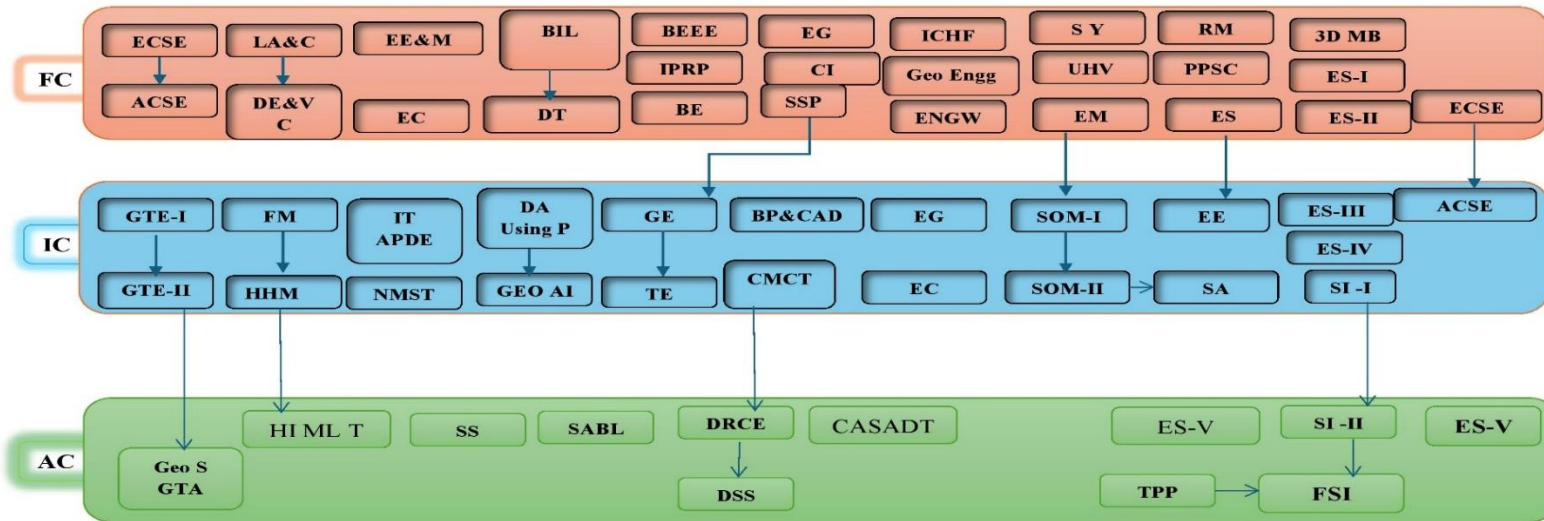 FC
ECSE
LA&C
EE&M
BIL
BEEE
EG
ICHF
S Y
RM
3D MB
IPRP
CI
Geo Engg
UHV
PPSC
ES-I
ACSE
DE&V
C
EC
DT
BE
SSP
ENGW
EM
ES
ES-II
ECSE
IC
GTE-I
FM
IT
APDE
DA
Using P
GE
BP&CAD
EG
SOM-I
EE
ES-III
ACSE
ES-IV
GTE-II
HHM
NMST
GEO AI
TE
CMCT
EC
SOM-II
SA
SI -I
AC
HI ML T
SS
SABL
DRCE
CASADT
ES-V
SI -II
ES-V
Geo S
GTA
DSS
TPP
FSI